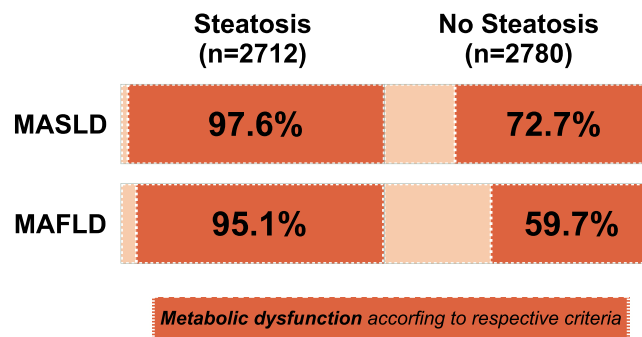 Steatosis No Steatosis
(n=2712) (n=2780)
MASLD 97.6% 72.7%
MAFLD 95.1% 59.7%
Metabolic dysfunction accorfing to respective criteria